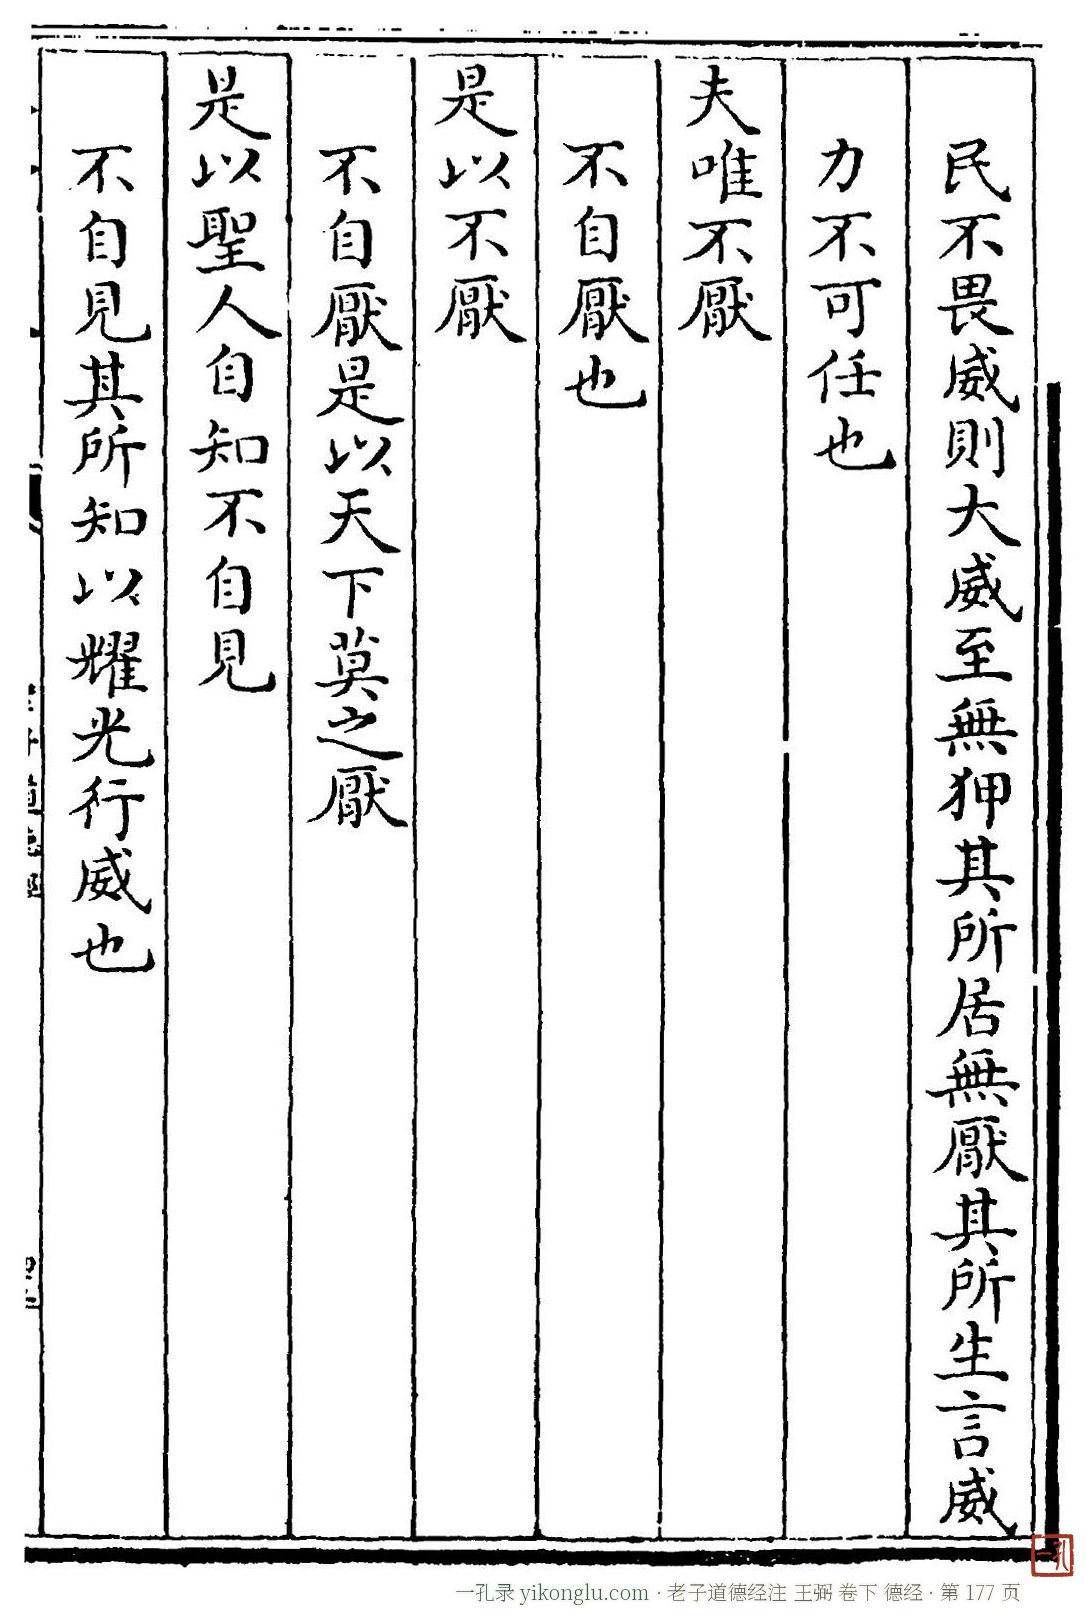 民不畏威則大威至無狎其所居無厭其所生言威
力不可任也
夫唯不厭
不自厭也
是以不厭
不自厭是以天下莫之厭
是以聖人自知不自見
不自見其所知以耀光行威也
一孔
一孔录 yikonglu.com · 老子道德经注 王弼 卷下 德经 · 第 177 页